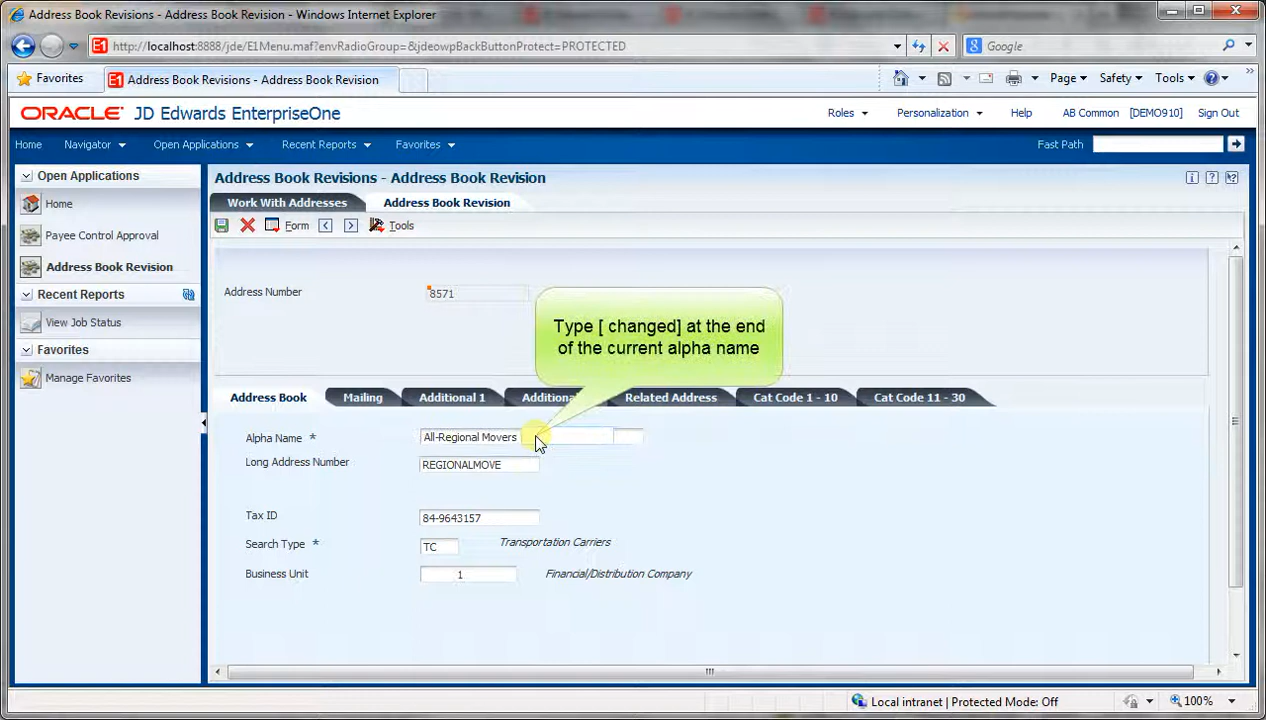 Address Book Revisions - Address Book Revision - Windows Internet Explorer
http://localhost:8888/jde/E1Menu.maf?envRadioGroup=&jdeowpBackButtonProtect=PROTECTED
Google
Favorites
E1 Address Book Revisions - Address Book Revision
Page
Safety
Tools
ORACLE JD Edwards EnterpriseOne
Roles
Personalization
Help
AB Common
[DEMO910]
Sign Out
Home
Navigator
Open Applications
Recent Reports
Favorites
Fast Path
Open Applications
Home
Payee Control Approval
Address Book Revision
Recent Reports
View Job Status
Favorites
Manage Favorites
Address Book Revisions - Address Book Revision
Work With Addresses
Address Book Revision
Form
Tools
Address Number
8571
Type [ changed] at the end
of the current alpha name
Address Book
Mailing
Additional 1
Additional
Related Address
Cat Code 1 - 10
Cat Code 11 - 30
Alpha Name *
All-Regional Movers
Long Address Number
REGIONALMOVE
Tax ID
84-9643157
Search Type *
TC
Transportation Carriers
Business Unit
1
Financial/Distribution Company
Local intranet | Protected Mode: Off
100%